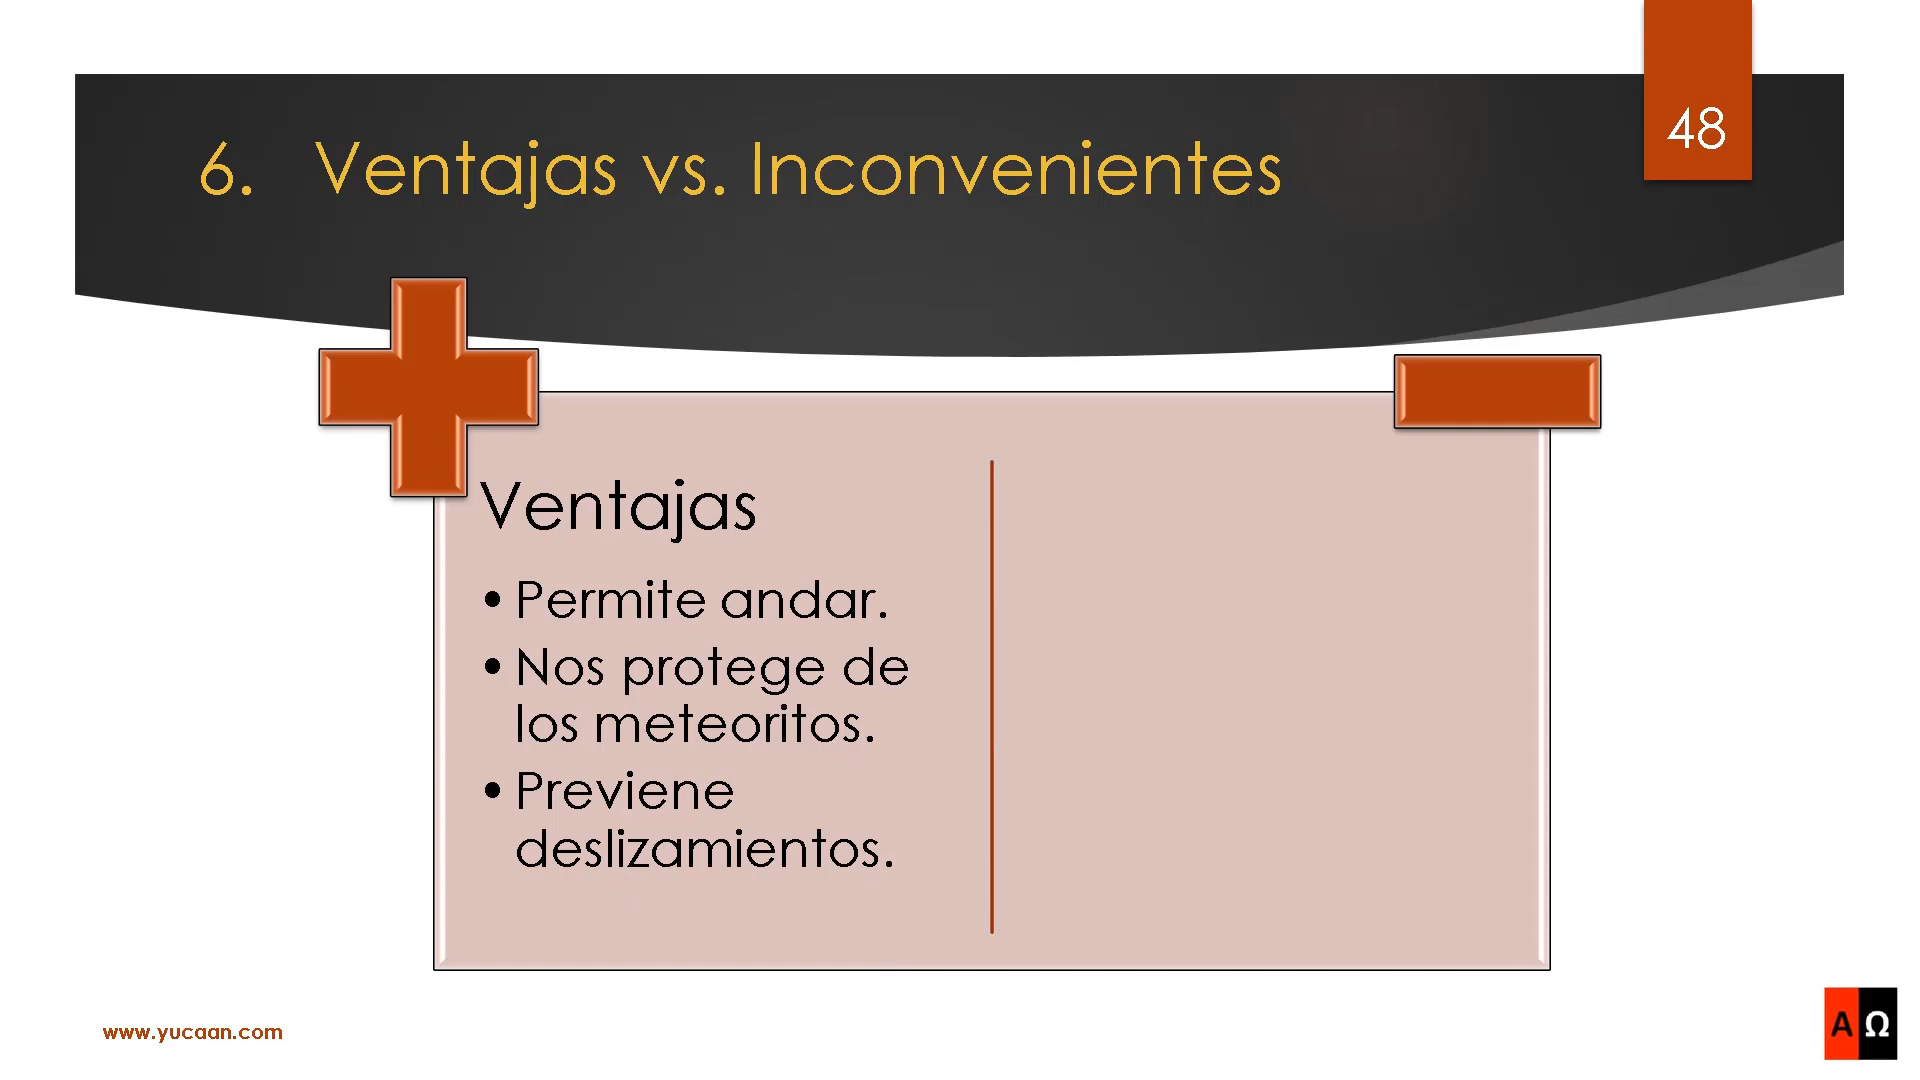 48
6. Ventajas vs. Inconvenientes
Ventajas
• Permite andar.
• Nos protege de
los meteoritos.
• Previene
deslizamientos.
www.yucaan.com
A Ω